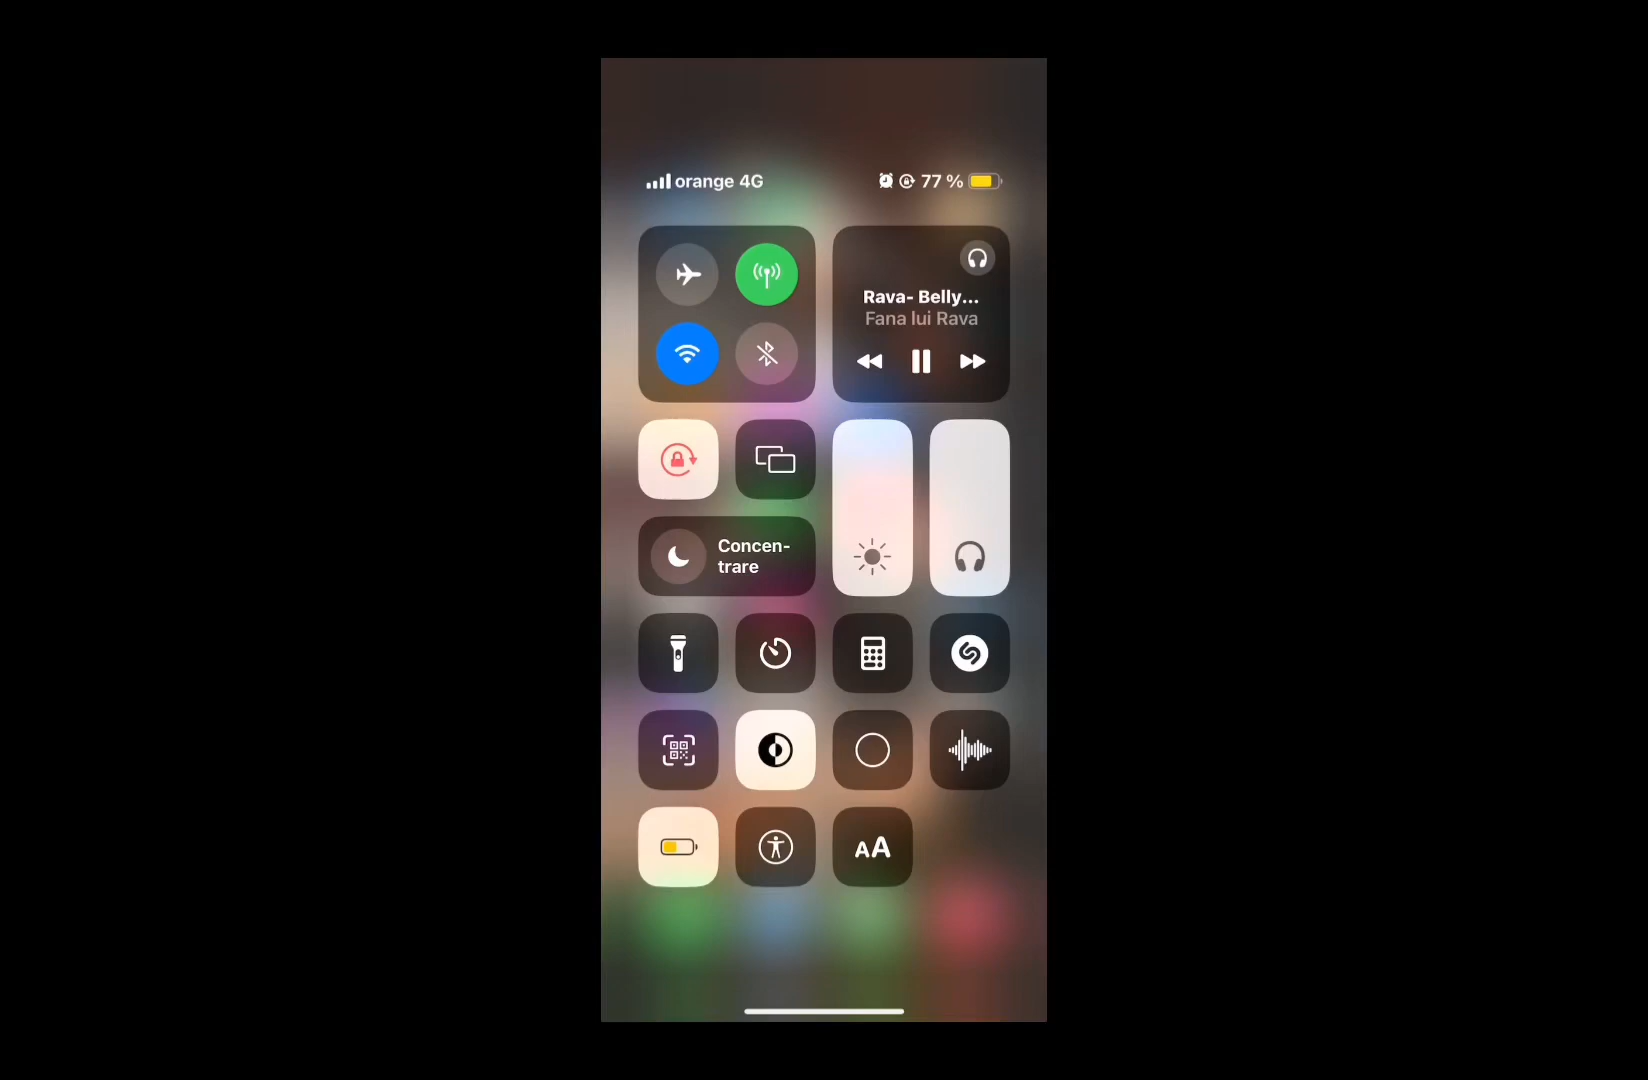 orange 4G
77 %
Rava- Belly...
Fana lui Rava
Concen-
trare
AA